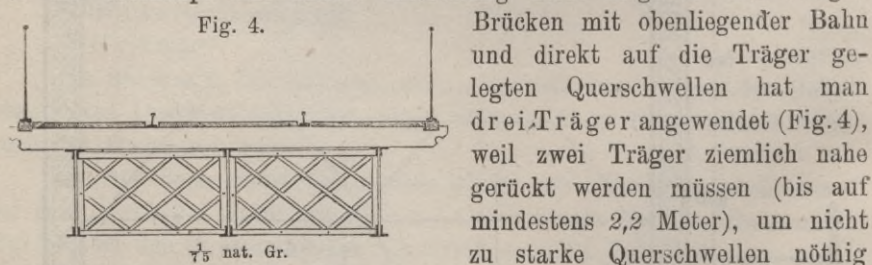 Fig. 4.
Brücken mit obenliegender Bahn
und direkt auf die Träger ge-
legten Querschwellen hat man
drei Träger angewendet (Fig. 4),
weil zwei Träger ziemlich nahe
gerückt werden müssen (bis auf
mindestens 2,2 Meter), um nicht
zu starke Querschwellen nöthig
1/75 nat. Gr.